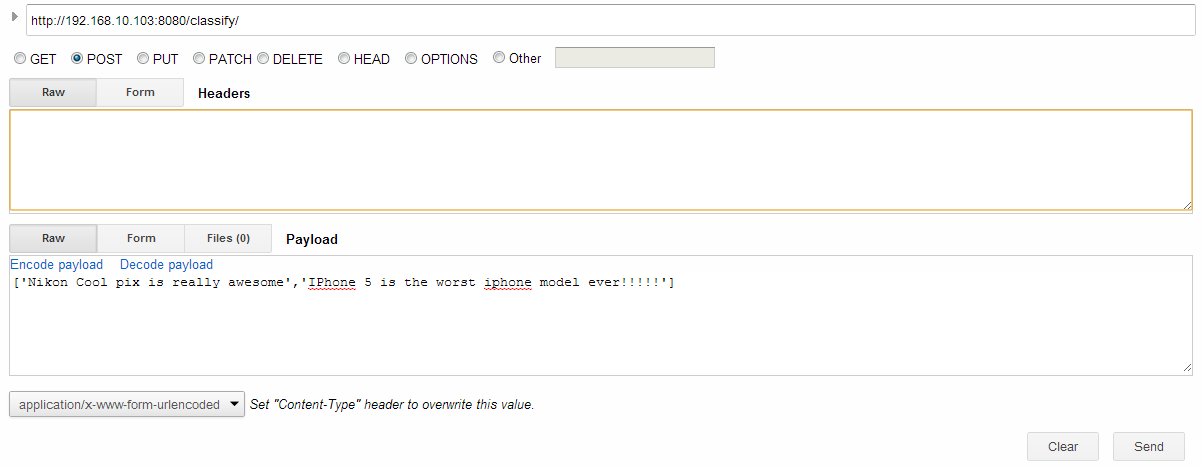 http://192.168.10.103:8080/classify/
GET POST PUT PATCH DELETE HEAD OPTIONS Other
Raw Form Headers
Raw Form Files (0) Payload
Encode payload Decode payload
['Nikon Cool pix is really awesome','IPhone 5 is the worst iphone model ever!!!!!']
application/x-www-form-urlencoded Set "Content-Type" header to overwrite this value.
Clear Send